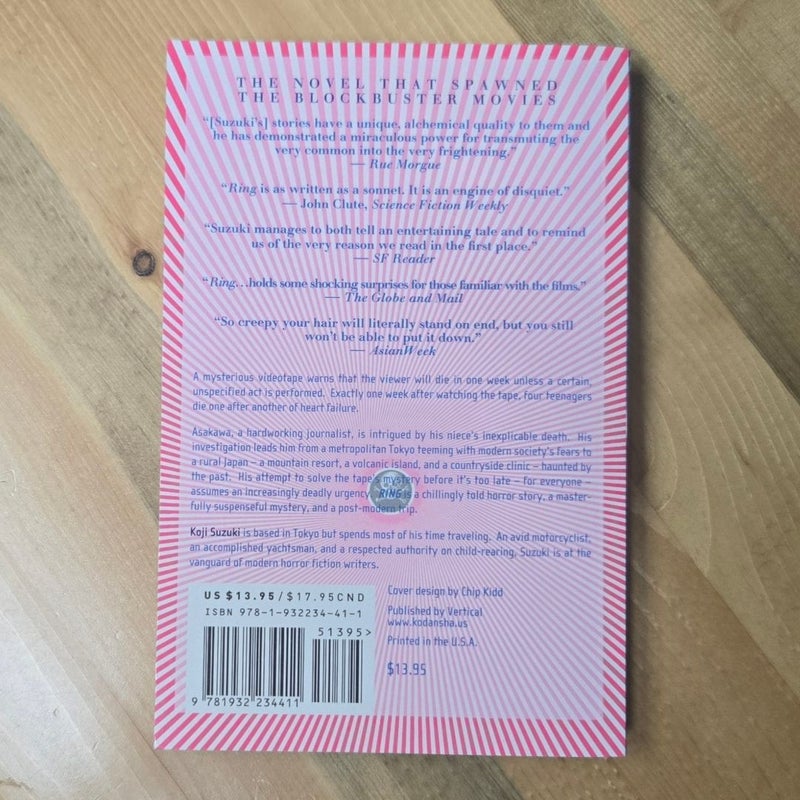 THE NOVEL THAT SPAWNED
THE BLOCKBUSTER MOVIES
“[Suzuki's] stories have a unique, alchemical quality to them and
he has demonstrated a miraculous power for transmuting the
very common into the very frightening.”
— Rue Morgue
“Ring is as written as a sonnet. It is an engine of disquiet.”
— John Clute, Science Fiction Weekly
“Suzuki manages to both tell an entertaining tale and to remind
us of the very reason we read in the first place.”
— SF Reader
“Ring...holds some shocking surprises for those familiar with the films.”
— The Globe and Mail
“So creepy your hair will literally stand on end, but you still
won't be able to put it down.”
— AsianWeek
A mysterious videotape warns that the viewer will die in one week unless a certain,
unspecified act is performed. Exactly one week after watching the tape, four teenagers
die one after another of heart failure.
Asakawa, a hardworking journalist, is intrigued by his niece's inexplicable death. His
investigation leads him from a metropolitan Tokyo teeming with modern society's fears to
a rural Japan – a mountain resort, a volcanic island, and a countryside clinic – haunted by
the past. His attempt to solve the tape's mystery before it's too late – for everyone –
assumes an increasingly deadly urgency. RING is a chillingly told horror story, a master-
fully suspenseful mystery, and a post-modern trip.
Koji Suzuki is based in Tokyo but spends most of his time traveling. An avid motorcyclist,
an accomplished yachtsman, and a respected authority on child-rearing, Suzuki is at the
vanguard of modern horror fiction writers.
US $13.95/$17.95CND
ISBN 978-1-932234-41-1
51395>
9 781932 234411
Cover design by Chip Kidd
Published by Vertical
www.kodansha.us
Printed in the U.S.A.
$13.95